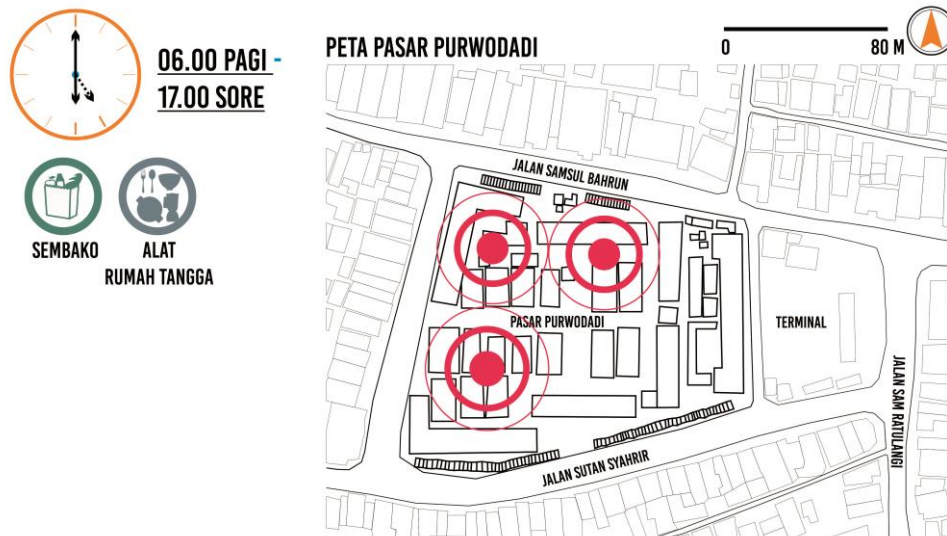 06.00 PAGI -
17.00 SORE
SEMBAKO
ALAT
RUMAH TANGGA
PETA PASAR PURWODADI
0 80 M
JALAN SAMSUL BAHRUN
PASAR PURWODADI
TERMINAL
JALAN SAM RATULANGI
JALAN SUTAN SYAHRIR